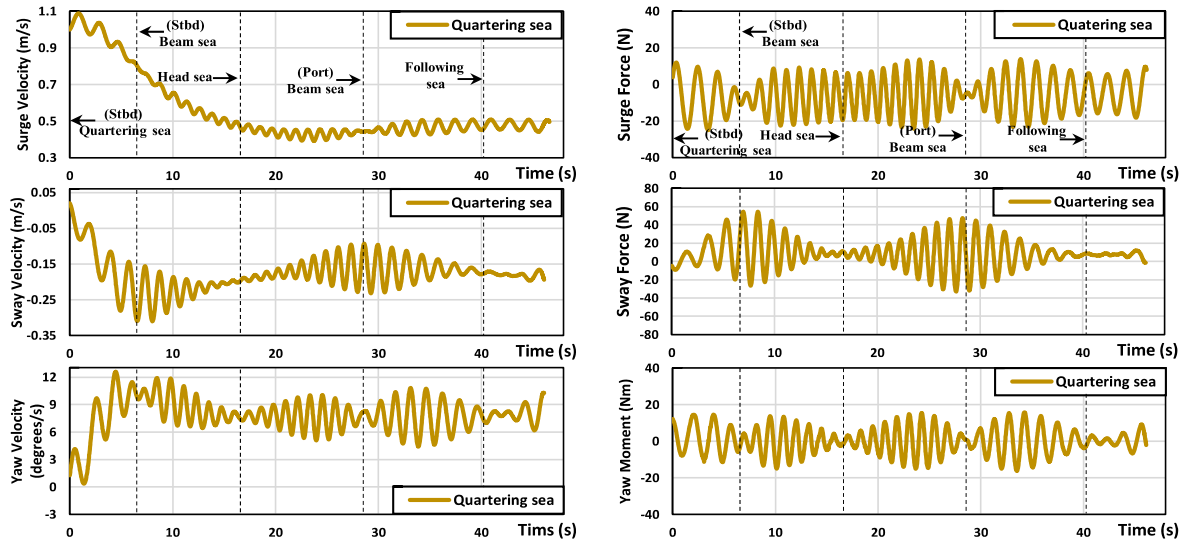 Surge Velocity (m/s)
1.1
0.9
0.7
0.5
0.3
Quartering sea
(Stbd)
Beam sea
Head sea
(Port)
Beam sea
Following
sea
(Stbd)
Quartering sea
0
10
20
30
40
Time (s)
Surge Force (N)
40
20
0
-20
-40
Quatering sea
(Stbd)
Beam sea
(Stbd)
Quartering sea
Head sea
(Port)
Beam sea
Following
sea
0
10
20
30
40
Time (s)
Sway Velocity (m/s)
0.05
-0.05
-0.15
-0.25
-0.35
Quartering sea
0
10
20
30
40
Time (s)
Sway Force (N)
80
60
40
20
0
-20
-40
-60
-80
Quartering sea
0
10
20
30
40
Time (s)
Yaw Velocity
(degrees/s)
12
9
6
3
0
-3
Quartering sea
0
10
20
30
40
Tims (s)
Yaw Moment (Nm)
40
20
0
-20
-40
Quartering sea
0
10
20
30
40
Time (s)